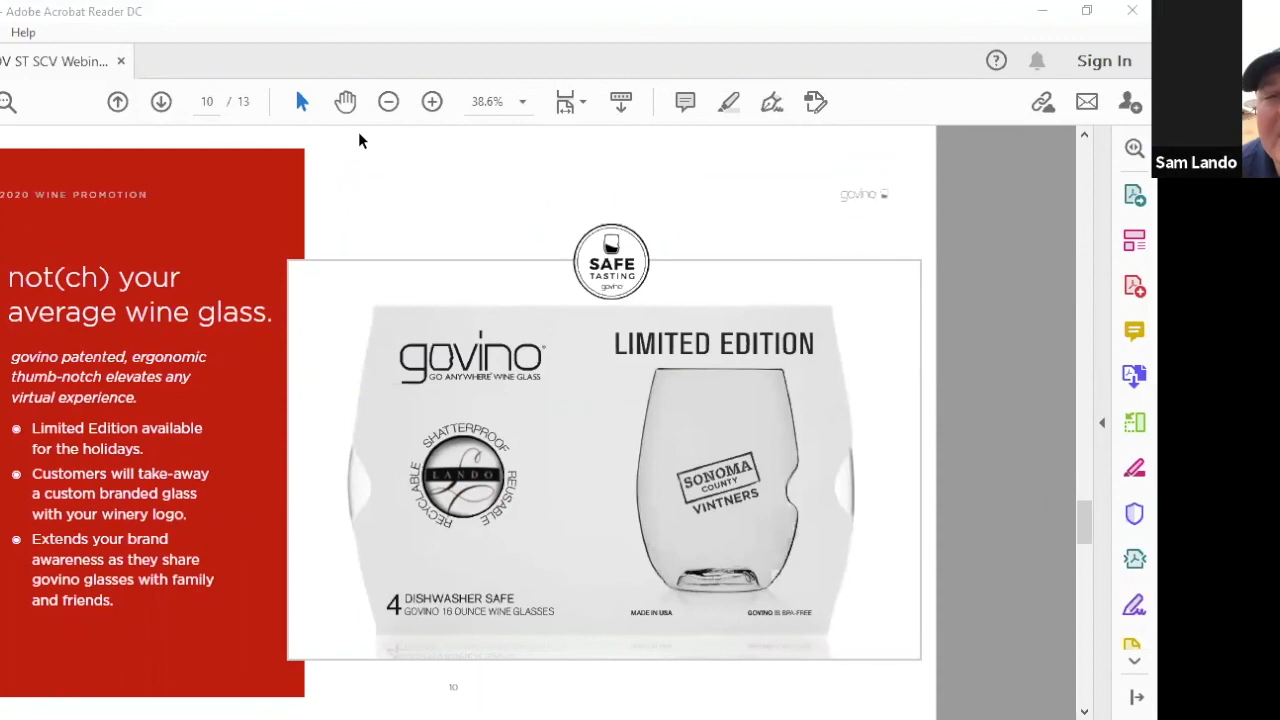 - Adobe Acrobat Reader DC
Help
OV ST SCV Webin...
Sign In
10 / 13
38.6%
Sam Lando
2020 WINE PROMOTION
govino
not(ch) your
average wine glass.
govino patented, ergonomic
thumb-notch elevates any
virtual experience.
Limited Edition available
for the holidays.
Customers will take-away
a custom branded glass
with your winery logo.
Extends your brand
awareness as they share
govino glasses with family
and friends.
SAFE
TASTING
govino
govino
GO ANYWHERE WINE GLASS
LIMITED EDITION
SHATTERPROOF
REUSABLE
RECYCLABLE
LANDO
SONOMA
COUNTY
VINTNERS
4 DISHWASHER SAFE
GOVINO 16 OUNCE WINE GLASSES
MADE IN USA
GOVINO IS BPA-FREE
10